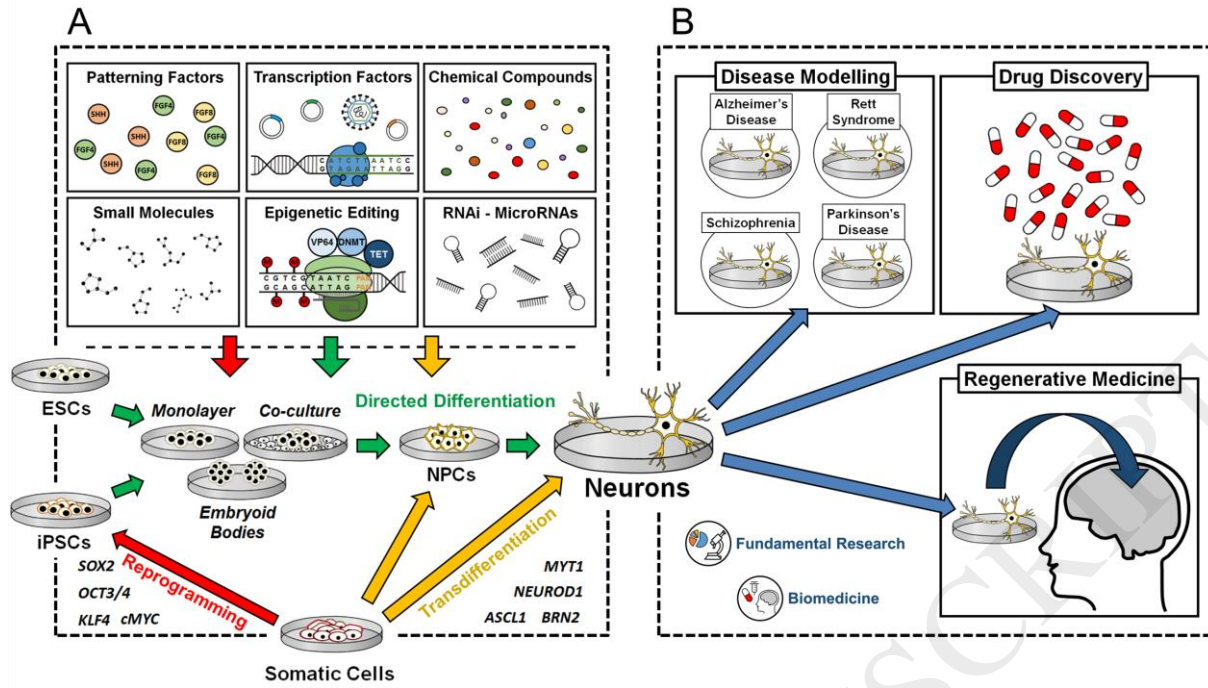 A
B
Patterning Factors
Transcription Factors
Chemical Compounds
SHH
FGF4
FGF8
SHH
FGF8
FGF4
FGF4
SHH
FGF4
FGF8
C A T C T T A A T C C
G T A G A A T T A G G
Small Molecules
Epigenetic Editing
RNAi - MicroRNAs
VP64
DNMT
TET
M
M
C G T C G T A A T C
G C A G C A T T A G
M
M
ESCs
Monolayer
Co-culture
Directed Differentiation
NPCs
Neurons
Embryoid
Bodies
iPSCs
Reprogramming
Transdifferentiation
SOX2
OCT3/4
KLF4 cMYC
MYT1
NEUROD1
ASCL1 BRN2
Somatic Cells
Disease Modelling
Alzheimer's
Disease
Rett
Syndrome
Schizophrenia
Parkinson's
Disease
Drug Discovery
Regenerative Medicine
Fundamental Research
Biomedicine